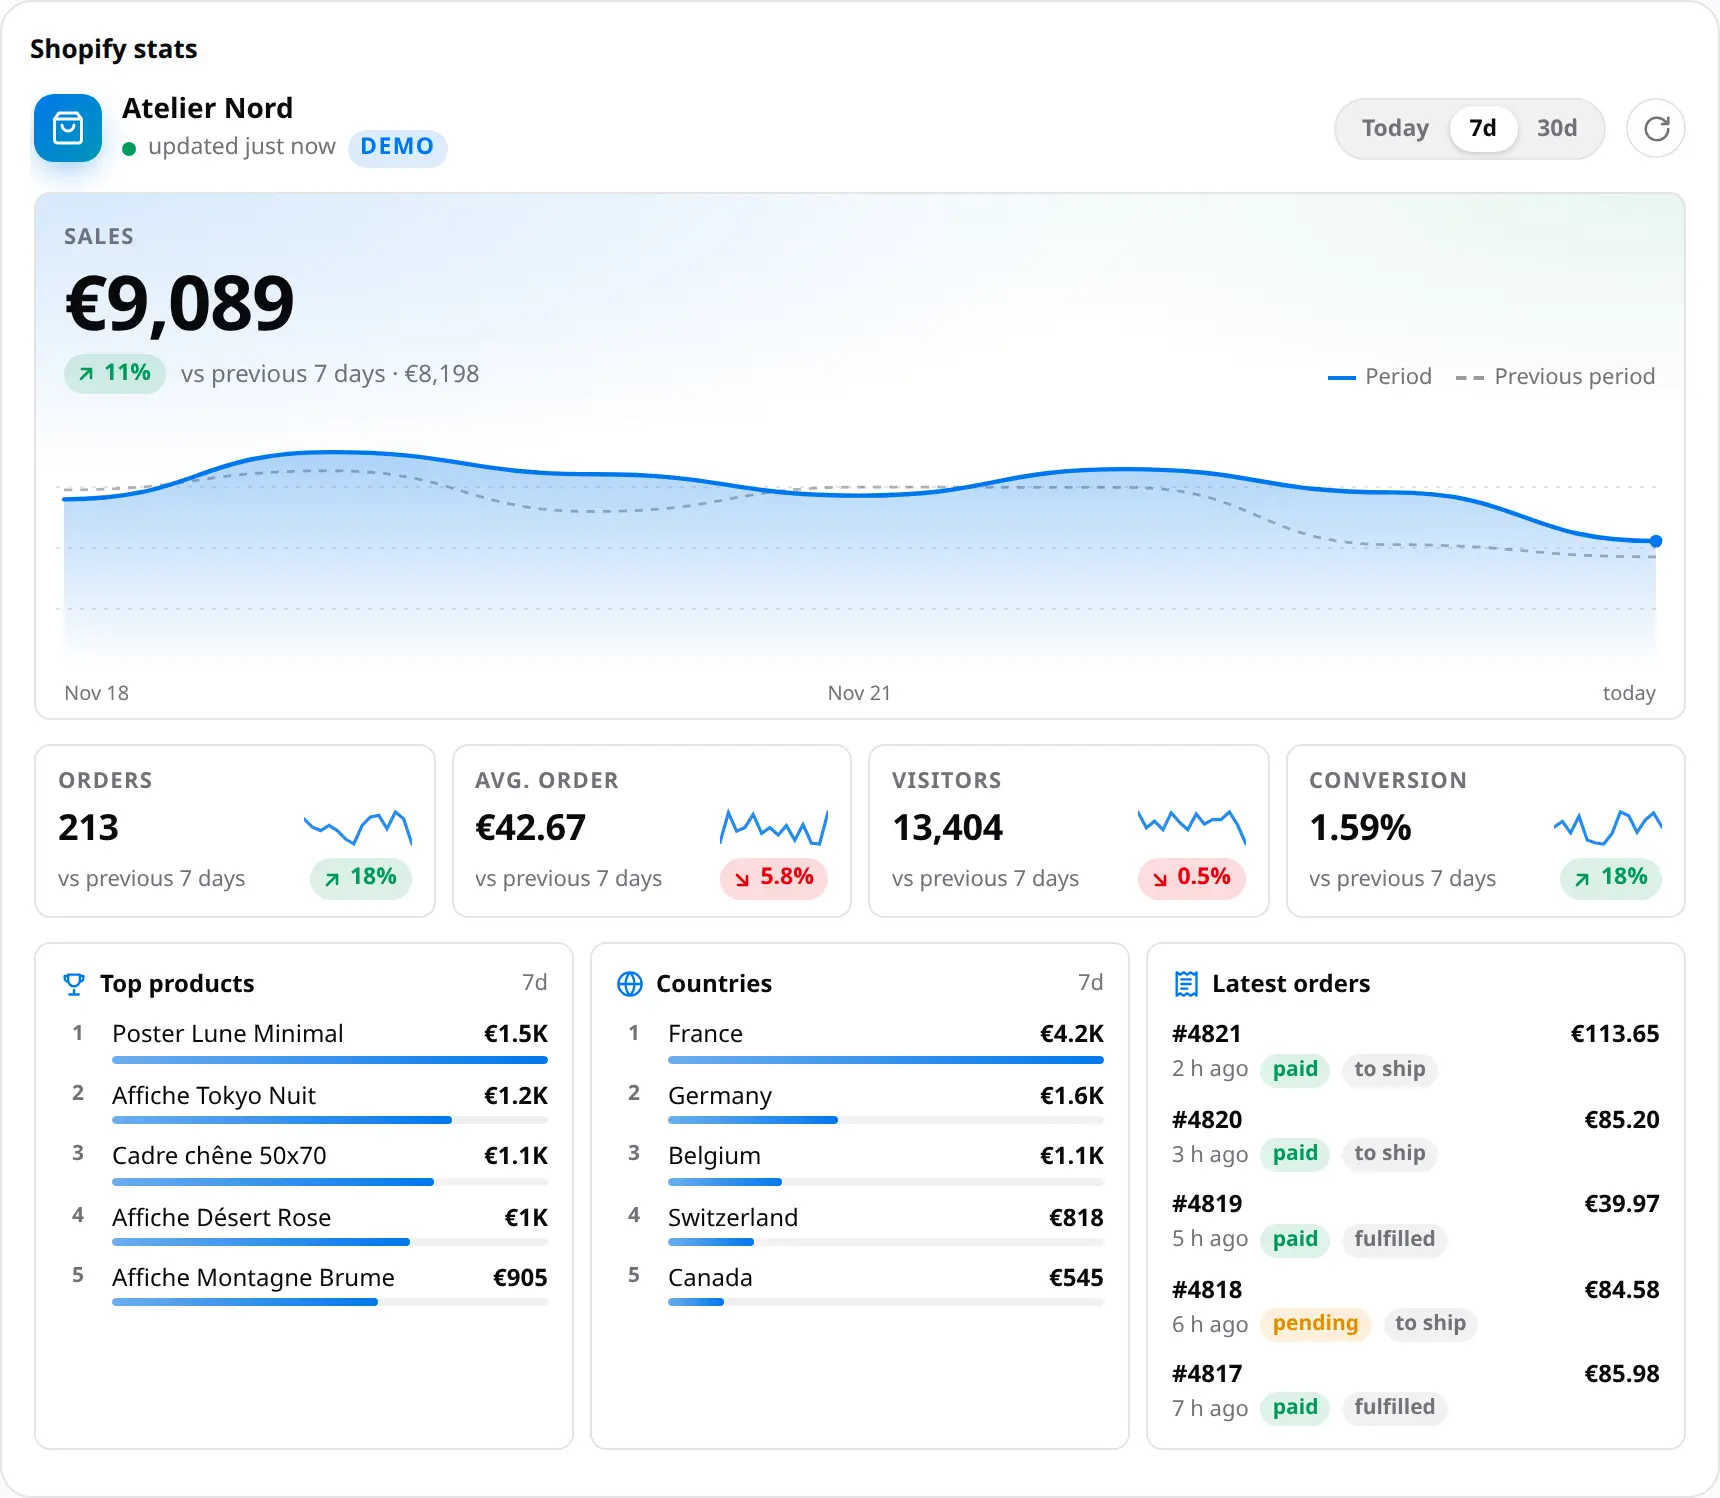 Shopify stats
Atelier Nord
updated just now DEMO
Today 7d 30d
SALES
€9,089
11% vs previous 7 days · €8,198
Period Previous period
Nov 18 Nov 21 today
ORDERS
213
vs previous 7 days 18%
AVG. ORDER
€42.67
vs previous 7 days 5.8%
VISITORS
13,404
vs previous 7 days 0.5%
CONVERSION
1.59%
vs previous 7 days 18%
Top products 7d
1 Poster Lune Minimal €1.5K
2 Affiche Tokyo Nuit €1.2K
3 Cadre chêne 50x70 €1.1K
4 Affiche Désert Rose €1K
5 Affiche Montagne Brume €905
Countries 7d
1 France €4.2K
2 Germany €1.6K
3 Belgium €1.1K
4 Switzerland €818
5 Canada €545
Latest orders
#4821 €113.65
2 h ago paid to ship
#4820 €85.20
3 h ago paid to ship
#4819 €39.97
5 h ago paid fulfilled
#4818 €84.58
6 h ago pending to ship
#4817 €85.98
7 h ago paid fulfilled